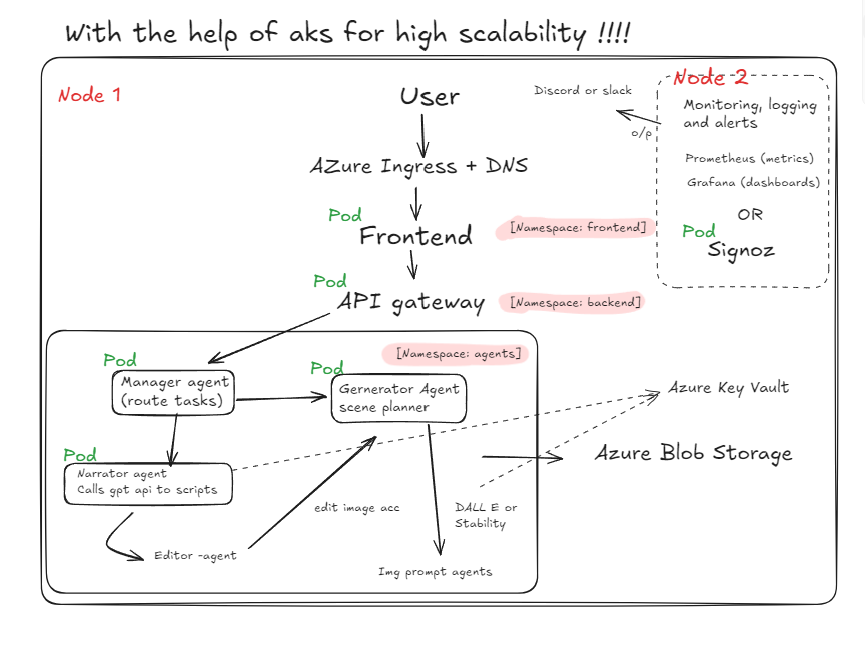 With the help of aks for high scalability !!!!
Node 1
User
Discord or slack
Node 2
Monitoring, logging
and alerts
o/p
Prometheus (metrics)
Grafana (dashboards)
OR
Pod
Signoz
AZure Ingress + DNS
Pod
Frontend
[Namespace: frontend]
Pod
API gateway
[Namespace: backend]
[Namespace: agents]
Pod
Manager agent
(route tasks)
Pod
Gernerator Agent
scene planner
Azure Key Vault
Azure Blob Storage
Pod
Narrator agent
Calls gpt api to scripts
edit image acc
DALL E or
Stability
Editor -agent
Img prompt agents